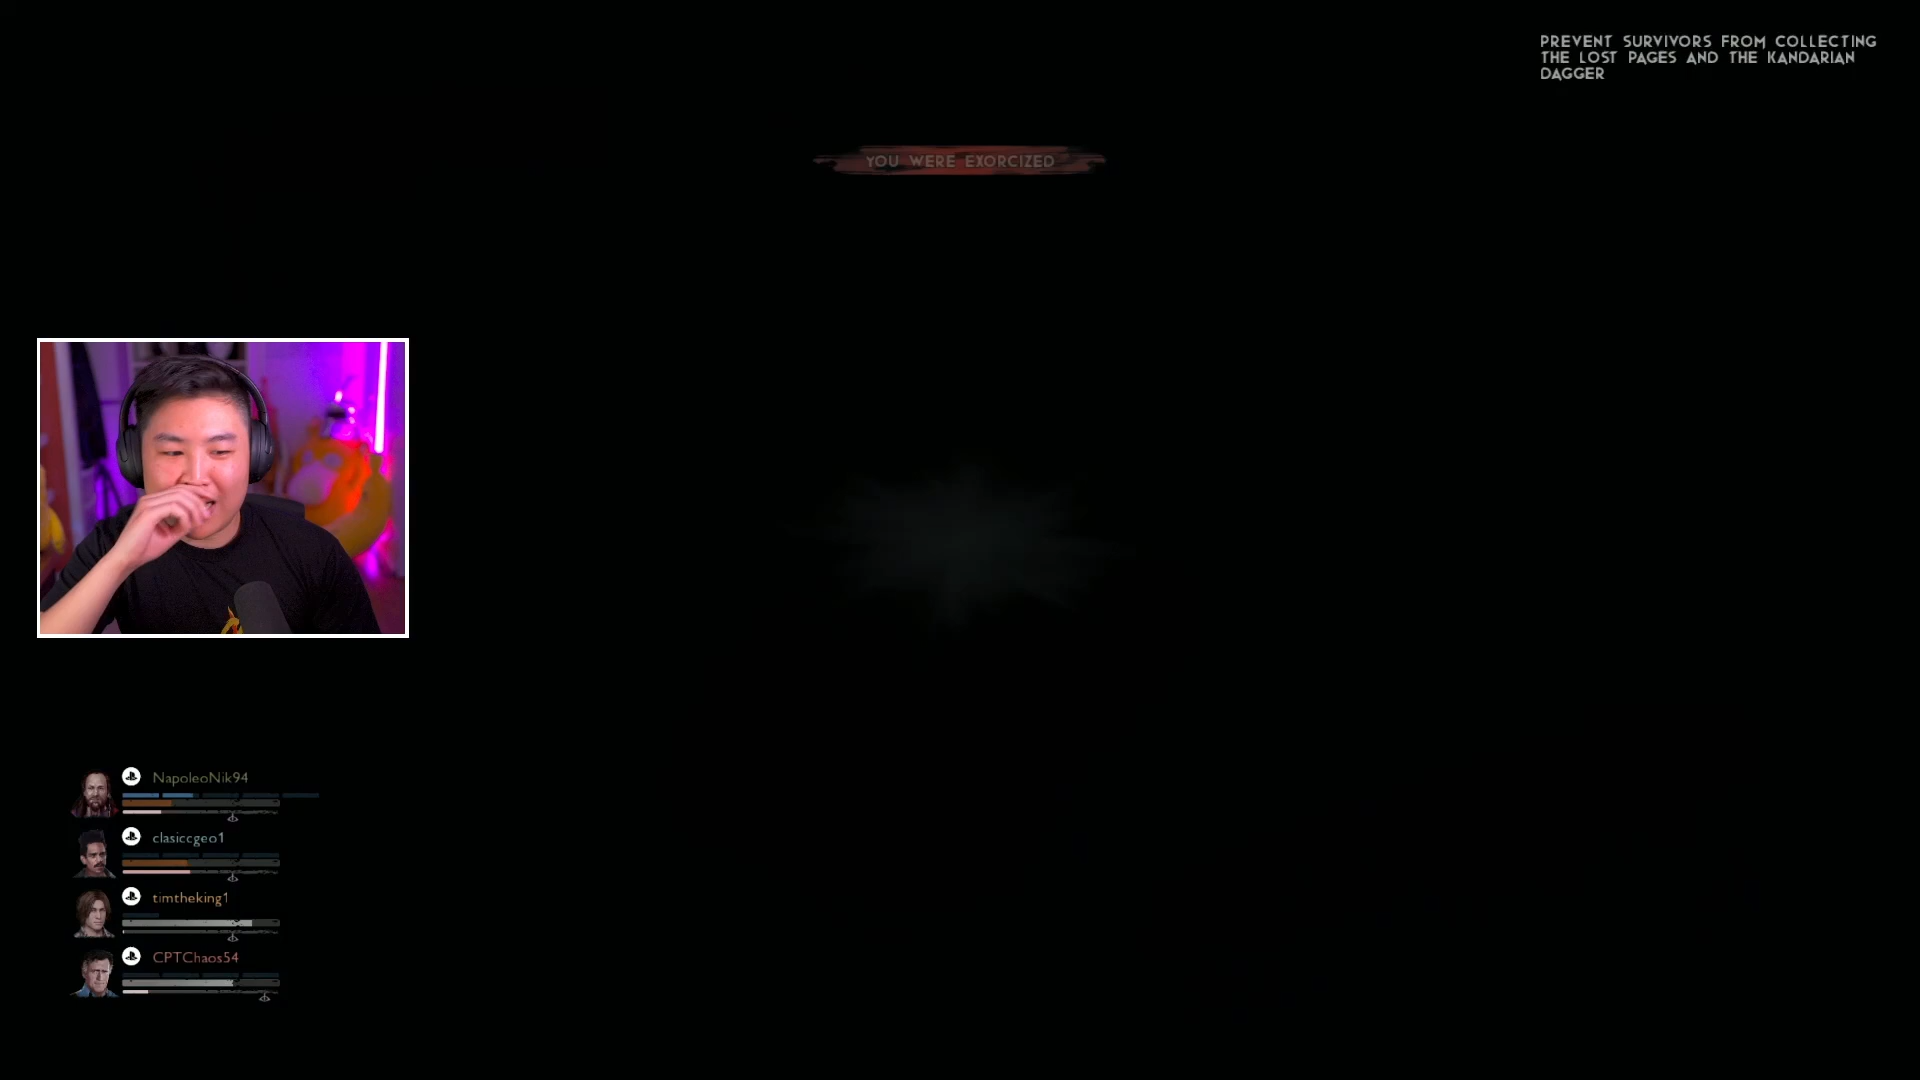 PREVENT SURVIVORS FROM COLLECTING
THE LOST PAGES AND THE KANDARIAN
DAGGER
YOU WERE EXORCIZED
NapoleoNik94
clasiccgeo1
timtheking1
CPTChaos54